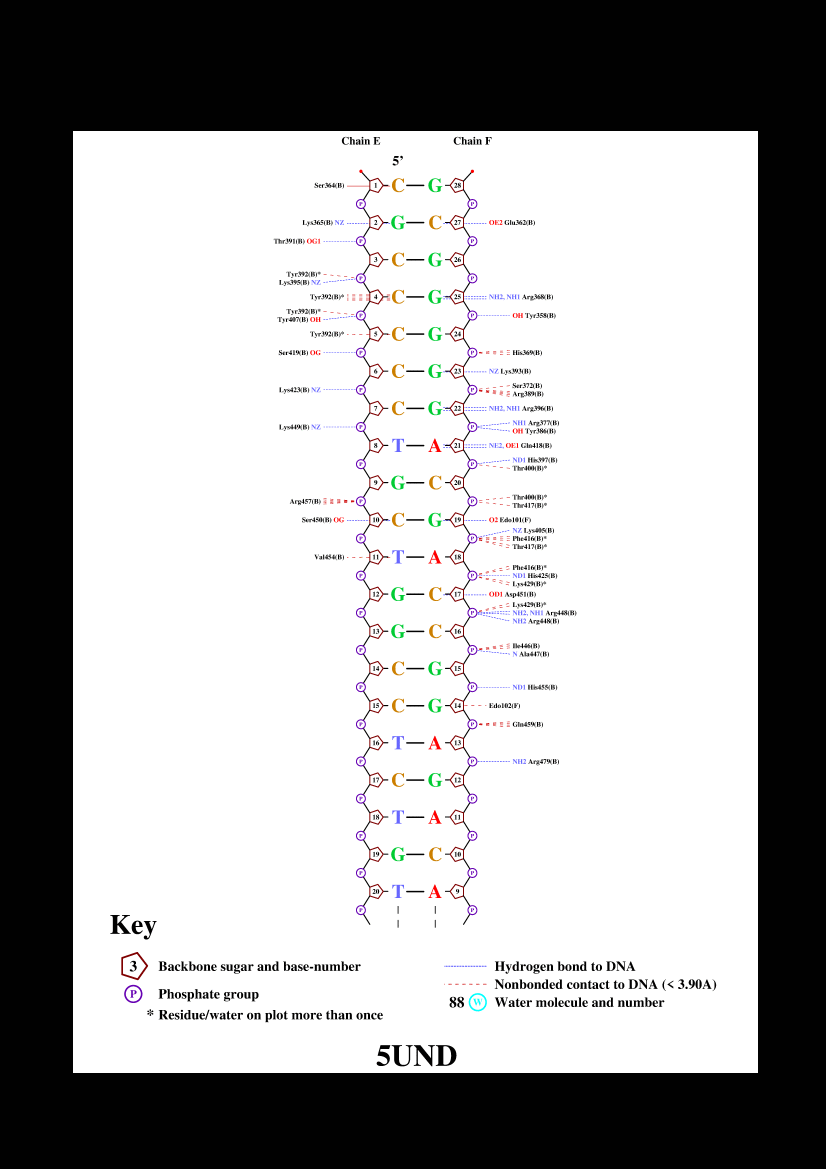 Chain E Chain F
5’
Ser364(B) 1 C G 28
P P
Lys365(B) NZ 2 G C 27 OE2 Glu362(B)
Thr391(B) OG1 P P
3 C G 26
Tyr392(B)*
P P
Lys395(B) NZ
Tyr392(B)* 4 C G 25 NH2, NH1 Arg368(B)
Tyr392(B)*
P P OH Tyr358(B)
Tyr407(B) OH
Tyr392(B)* 5 C G 24
Ser419(B) OG P P His369(B)
6 C G 23 NZ Lys393(B)
Ser372(B)
Lys423(B) NZ P P
Arg389(B)
7 C G 22 NH2, NH1 Arg396(B)
NH1 Arg377(B)
Lys449(B) NZ P P
OH Tyr386(B)
8 T A 21 NE2, OE1 Gln418(B)
ND1 His397(B)
P P
Thr400(B)*
9 G C 20
Thr400(B)*
Arg457(B) P P
Thr417(B)*
Ser450(B) OG 10 C G 19 O2 Edo101(F)
NZ Lys405(B)
P P Phe416(B)*
Thr417(B)*
Val454(B) 11 T A 18
Phe416(B)*
P P ND1 His425(B)
Lys429(B)*
12 G C 17 OD1 Asp451(B)
Lys429(B)*
P P NH2, NH1 Arg448(B)
NH2 Arg448(B)
13 G C 16
Ile446(B)
P P
N Ala447(B)
14 C G 15
P P ND1 His455(B)
15 C G 14 Edo102(F)
P P Gln459(B)
16 T A 13
P P NH2 Arg479(B)
17 C G 12
P P
18 T A 11
P P
19 G C 10
P P
20 T A 9
P P
Key
3 Backbone sugar and base-number
P Phosphate group
* Residue/water on plot more than once
Hydrogen bond to DNA
Nonbonded contact to DNA (< 3.90A)
88 W Water molecule and number
5UND